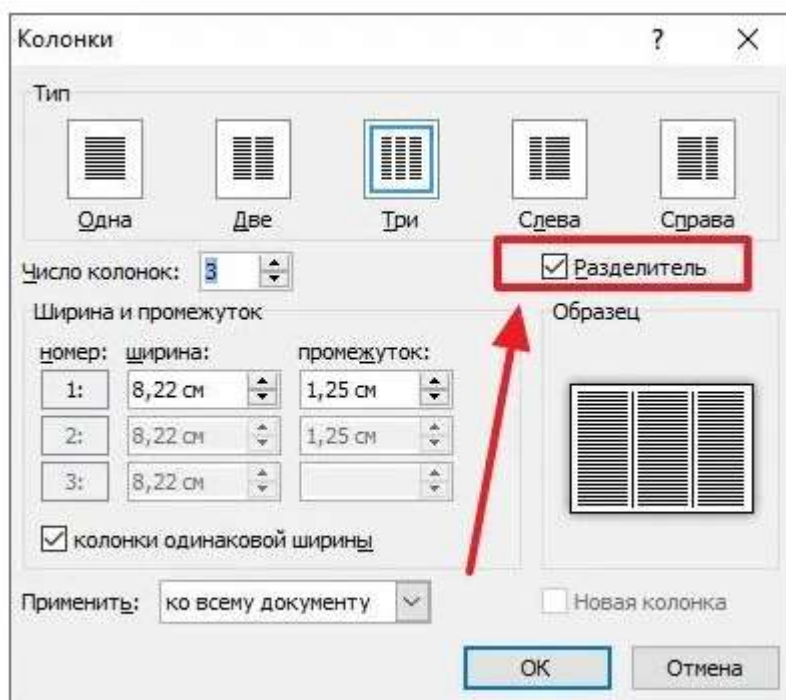 Колонки ?
Тип
Одна Две Три Слева Справа
Число колонок: 3 Разделитель
Ширина и промежуток Образец
номер: ширина: промежуток:
1: 8,22 см 1,25 см
2: 8,22 см 1,25 см
3: 8,22 см
колонки одинаковой ширины
Применить: ко всему документу Новая колонка
ОК Отмена